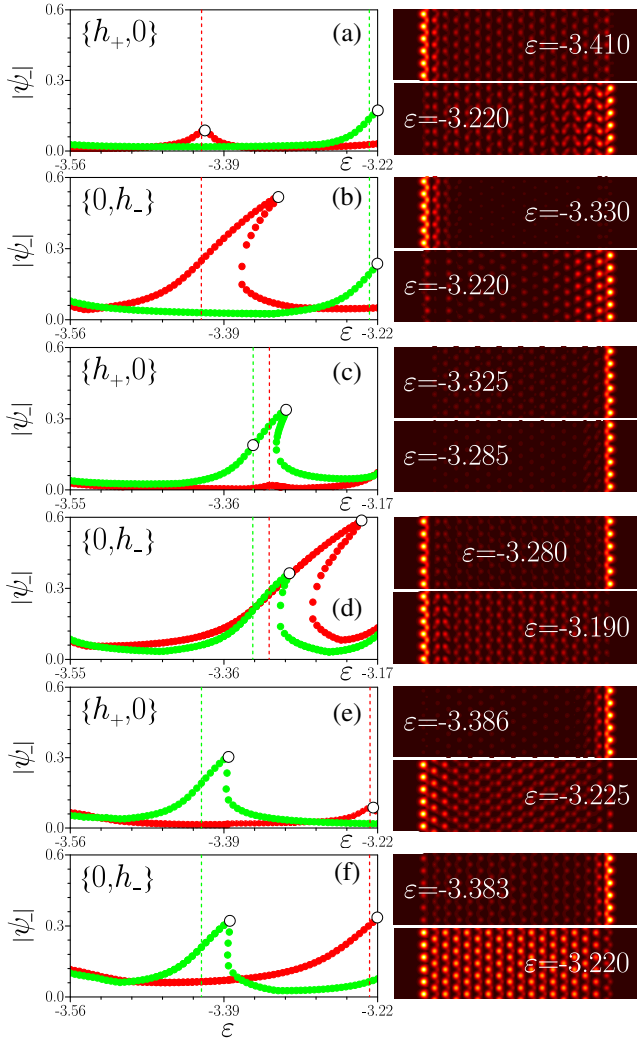 0.6
{h₊,0}
(a)
|ψ₋|
0.3
0.0
-3.56
-3.39
ε
-3.22
ε=-3.410
ε=-3.220
0.6
{0,h₋}
(b)
|ψ₋|
0.3
0.0
-3.56
-3.39
ε
-3.22
ε=-3.330
ε=-3.220
0.6
{h₊,0}
(c)
|ψ₋|
0.3
0.0
-3.55
-3.36
ε
-3.17
ε=-3.325
ε=-3.285
0.6
{0,h₋}
|ψ₋|
0.3
(d)
0.0
-3.55
-3.36
ε
-3.17
ε=-3.280
ε=-3.190
0.6
{h₊,0}
(e)
|ψ₋|
0.3
0.0
-3.56
-3.39
ε
-3.22
ε=-3.386
ε=-3.225
0.6
{0,h₋}
(f)
|ψ₋|
0.3
0.0
-3.56
-3.39
-3.22
ε
ε=-3.383
ε=-3.220